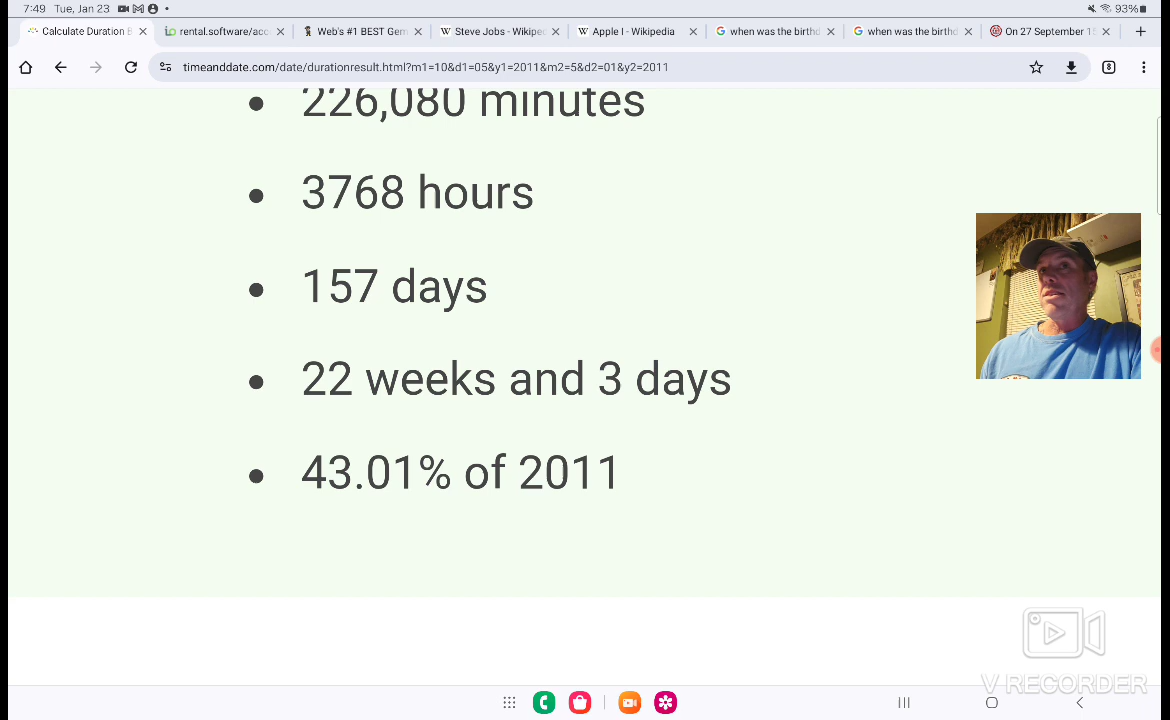 7:49 Tue, Jan 23
93%
Calculate Duration B
rental.software/acc
Web's #1 BEST Gem
Steve Jobs - Wikipe
Apple I - Wikipedia
when was the birthd
when was the birthd
On 27 September 1
timeanddate.com/date/durationresult.html?m1=10&d1=05&y1=2011&m2=5&d2=01&y2=2011
226,080 minutes
3768 hours
157 days
22 weeks and 3 days
43.01% of 2011
V RECORDER